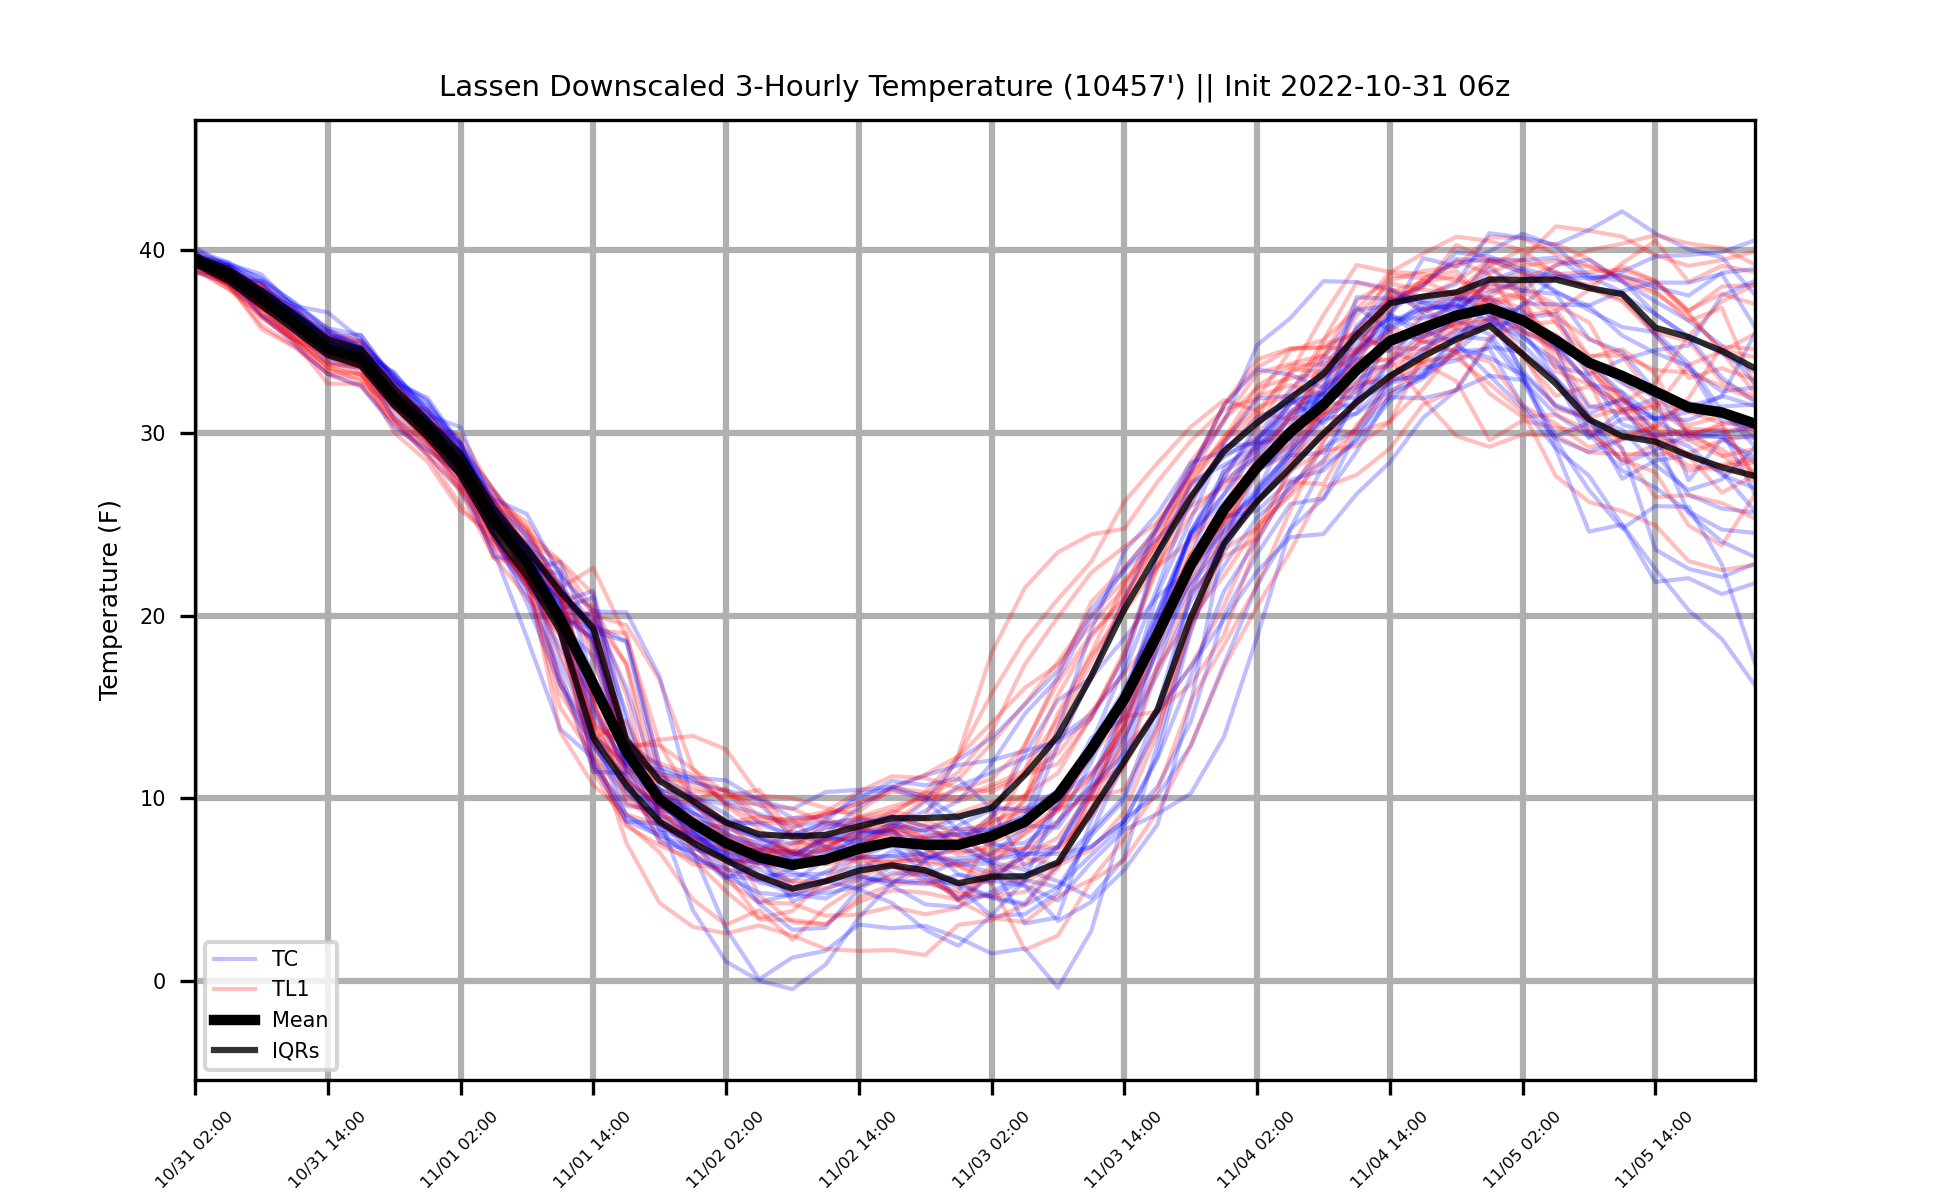 Lassen Downscaled 3-Hourly Temperature (10457') || Init 2022-10-31 06z
Temperature (F)
40
30
20
10
0
TC
TL1
Mean
IQRs
10/31 02:00
10/31 14:00
11/01 02:00
11/01 14:00
11/02 02:00
11/02 14:00
11/03 02:00
11/03 14:00
11/04 02:00
11/04 14:00
11/05 02:00
11/05 14:00